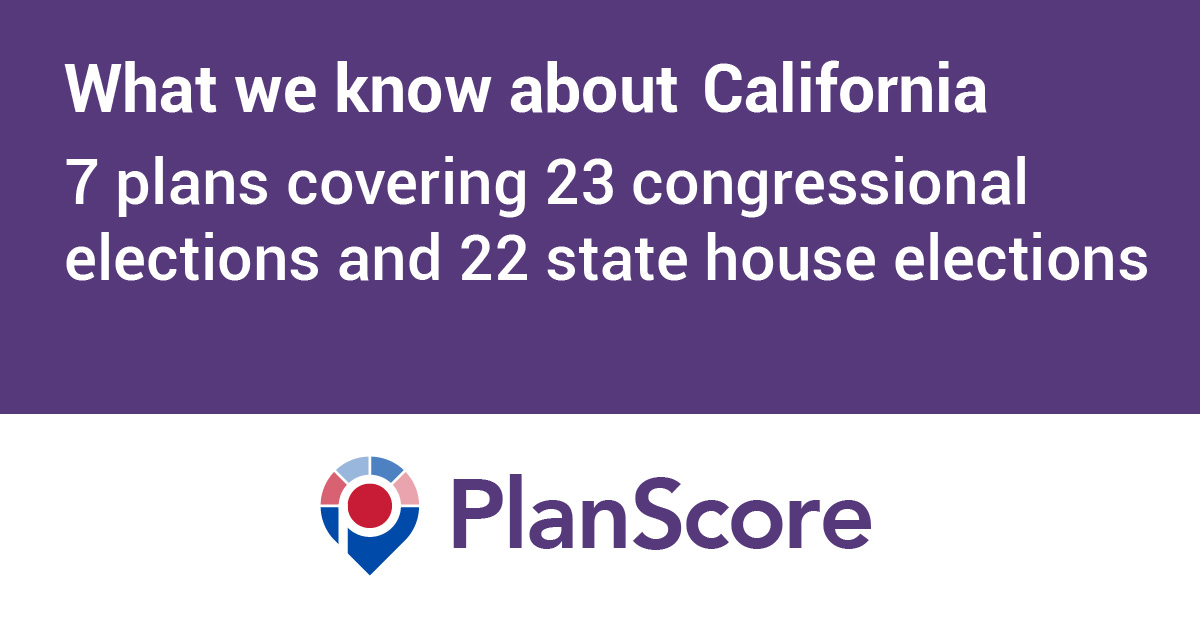 What we know about California
7 plans covering 23 congressional
elections and 22 state house elections
PlanScore